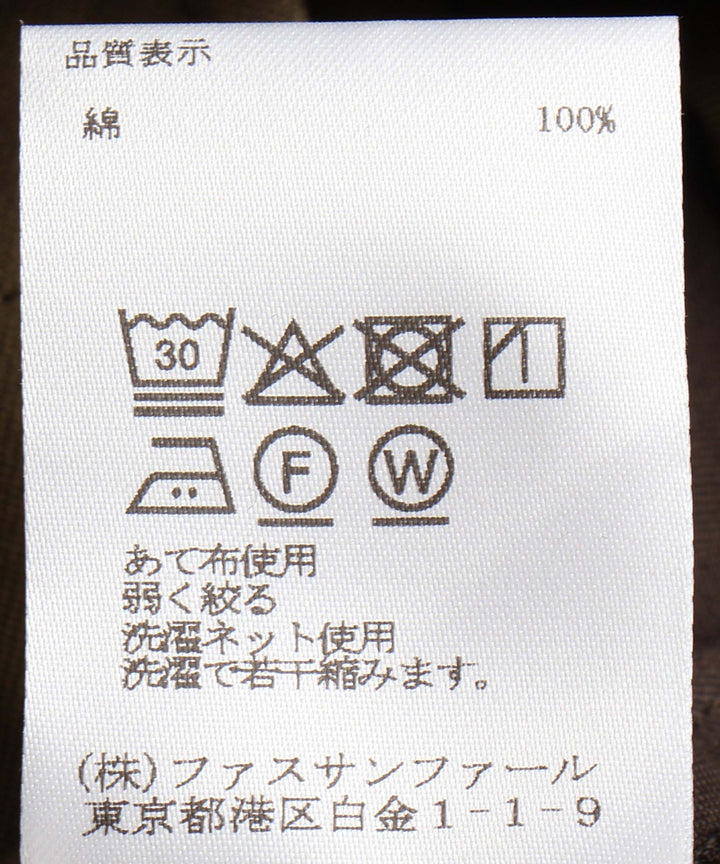 品質表示
綿 100%
30
F W
あて布使用
弱く絞る
洗濯ネット使用
洗濯で若干縮みます。
(株)ファスサンファール
東京都港区白金1-1-9